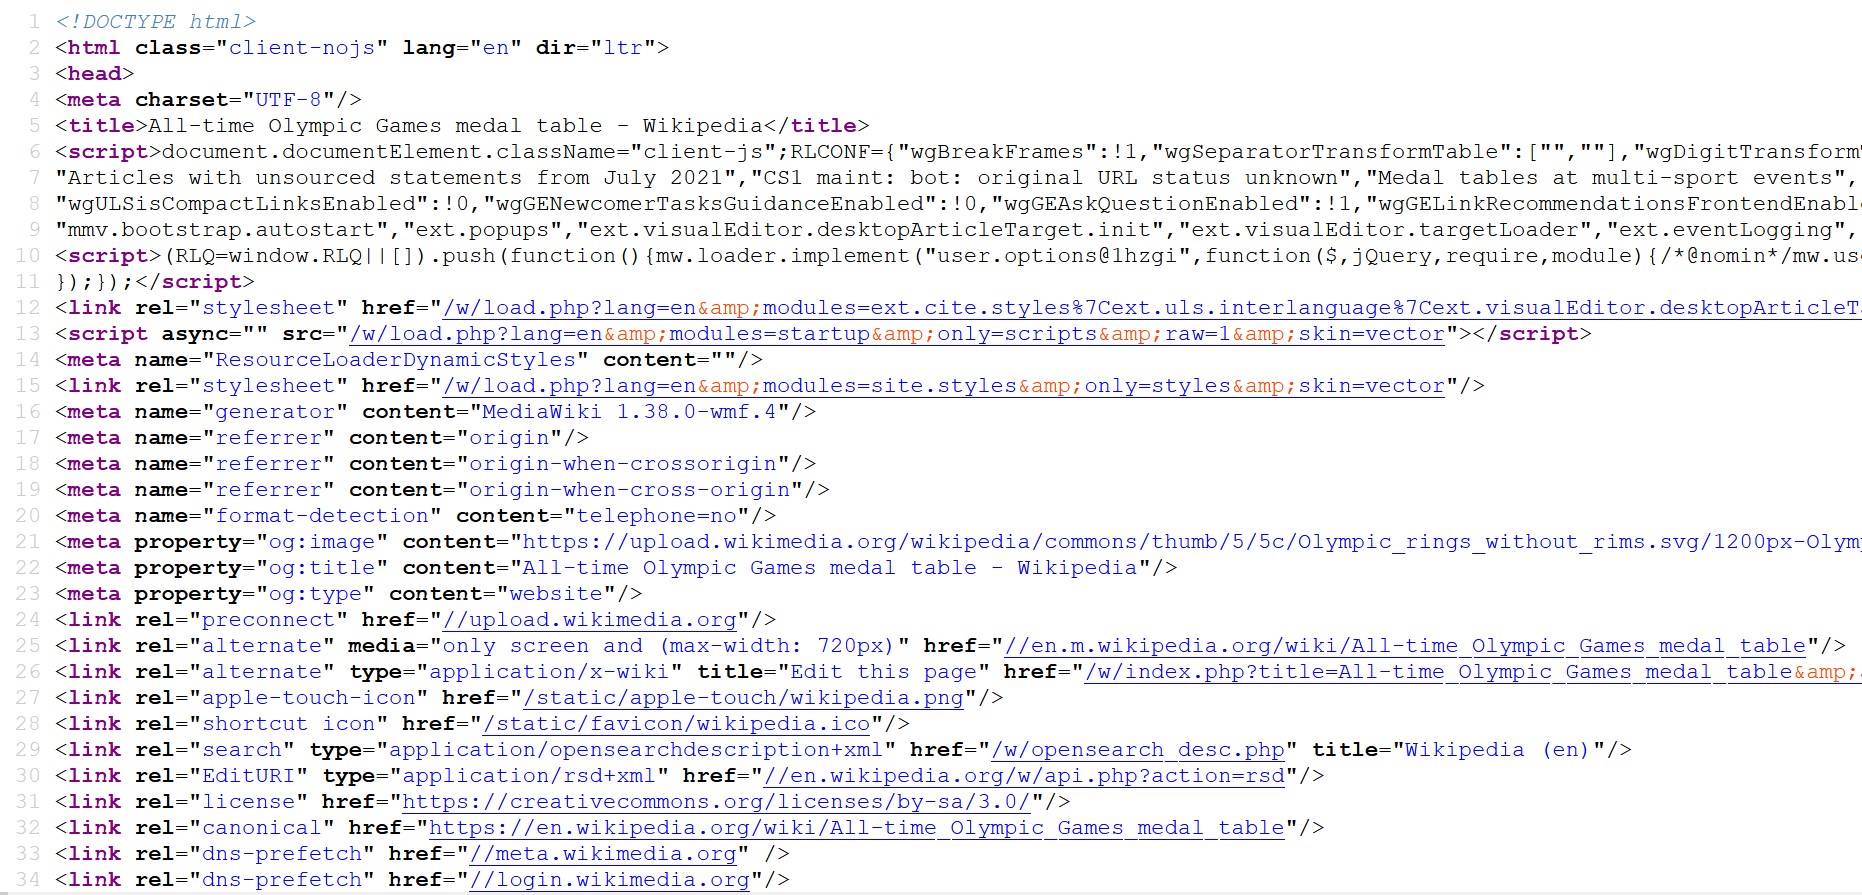 1 <!DOCTYPE html>
2 <html class="client-nojs" lang="en" dir="ltr">
3 <head>
4 <meta charset="UTF-8"/>
5 <title>All-time Olympic Games medal table - Wikipedia</title>
6 <script>document.documentElement.className="client-js";RLCONF={"wgBreakFrames":!1,"wgSeparatorTransformTable":["",""],"wgDigitTransform
7 "Articles with unsourced statements from July 2021","CS1 maint: bot: original URL status unknown","Medal tables at multi-sport events",
8 "wgULSisCompactLinksEnabled":!0,"wgGENewcomerTasksGuidanceEnabled":!0,"wgGEAskQuestionEnabled":!1,"wgGELinkRecommendationsFrontendEnabl
9 "mmv.bootstrap.autostart","ext.popups","ext.visualEditor.desktopArticleTarget.init","ext.visualEditor.targetLoader","ext.eventLogging",
10 <script>(RLQ=window.RLQ||[]).push(function(){mw.loader.implement("user.options@1hzgi",function($,jQuery,require,module){/*@nomin*/mw.us
11 });});</script>
12 <link rel="stylesheet" href="/w/load.php?lang=en&amp;modules=ext.cite.styles%7Cext.uls.interlanguage%7Cext.visualEditor.desktopArticleT
13 <script async="" src="/w/load.php?lang=en&amp;modules=startup&amp;only=scripts&amp;raw=1&amp;skin=vector"></script>
14 <meta name="ResourceLoaderDynamicStyles" content=""/>
15 <link rel="stylesheet" href="/w/load.php?lang=en&amp;modules=site.styles&amp;only=styles&amp;skin=vector"/>
16 <meta name="generator" content="MediaWiki 1.38.0-wmf.4"/>
17 <meta name="referrer" content="origin"/>
18 <meta name="referrer" content="origin-when-crossorigin"/>
19 <meta name="referrer" content="origin-when-cross-origin"/>
20 <meta name="format-detection" content="telephone=no"/>
21 <meta property="og:image" content="https://upload.wikimedia.org/wikipedia/commons/thumb/5/5c/Olympic_rings_without_rims.svg/1200px-Olym
22 <meta property="og:title" content="All-time Olympic Games medal table - Wikipedia"/>
23 <meta property="og:type" content="website"/>
24 <link rel="preconnect" href="//upload.wikimedia.org"/>
25 <link rel="alternate" media="only screen and (max-width: 720px)" href="//en.m.wikipedia.org/wiki/All-time_Olympic_Games_medal_table"/>
26 <link rel="alternate" type="application/x-wiki" title="Edit this page" href="/w/index.php?title=All-time_Olympic_Games_medal_table&amp;
27 <link rel="apple-touch-icon" href="/static/apple-touch/wikipedia.png"/>
28 <link rel="shortcut icon" href="/static/favicon/wikipedia.ico"/>
29 <link rel="search" type="application/opensearchdescription+xml" href="/w/opensearch_desc.php" title="Wikipedia (en)"/>
30 <link rel="EditURI" type="application/rsd+xml" href="//en.wikipedia.org/w/api.php?action=rsd"/>
31 <link rel="license" href="https://creativecommons.org/licenses/by-sa/3.0/"/>
32 <link rel="canonical" href="https://en.wikipedia.org/wiki/All-time_Olympic_Games_medal_table"/>
33 <link rel="dns-prefetch" href="//meta.wikimedia.org" />
34 <link rel="dns-prefetch" href="//login.wikimedia.org"/>